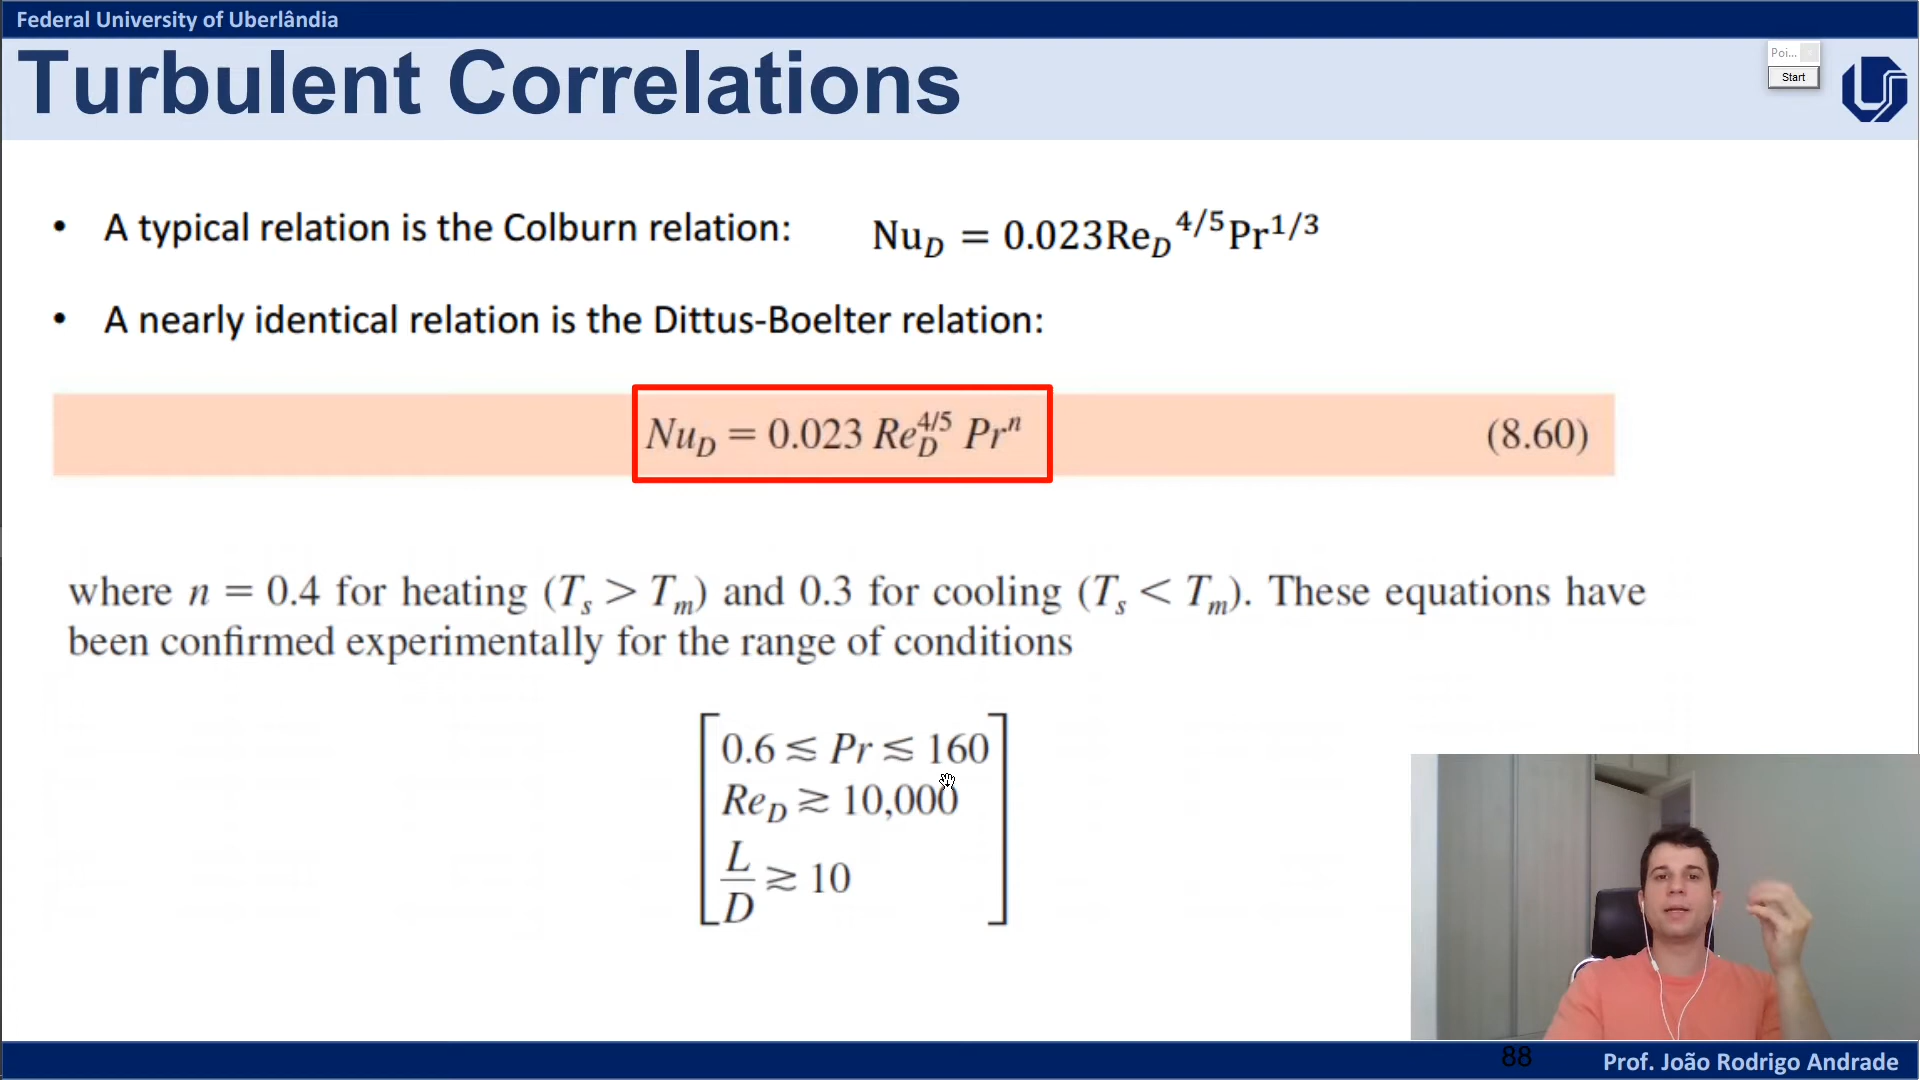 Federal University of Uberlândia
Turbulent Correlations
Poi...
Start
• A typical relation is the Colburn relation: Nu_D = 0.023Re_D^4/5 Pr^1/3
• A nearly identical relation is the Dittus-Boelter relation:
Nu_D = 0.023 Re_D^4/5 Pr^n (8.60)
where n = 0.4 for heating (T_s > T_m) and 0.3 for cooling (T_s < T_m). These equations have
been confirmed experimentally for the range of conditions
0.6 ≲ Pr ≲ 160
Re_D ≳ 10,000
L/D ≳ 10
88
Prof. João Rodrigo Andrade